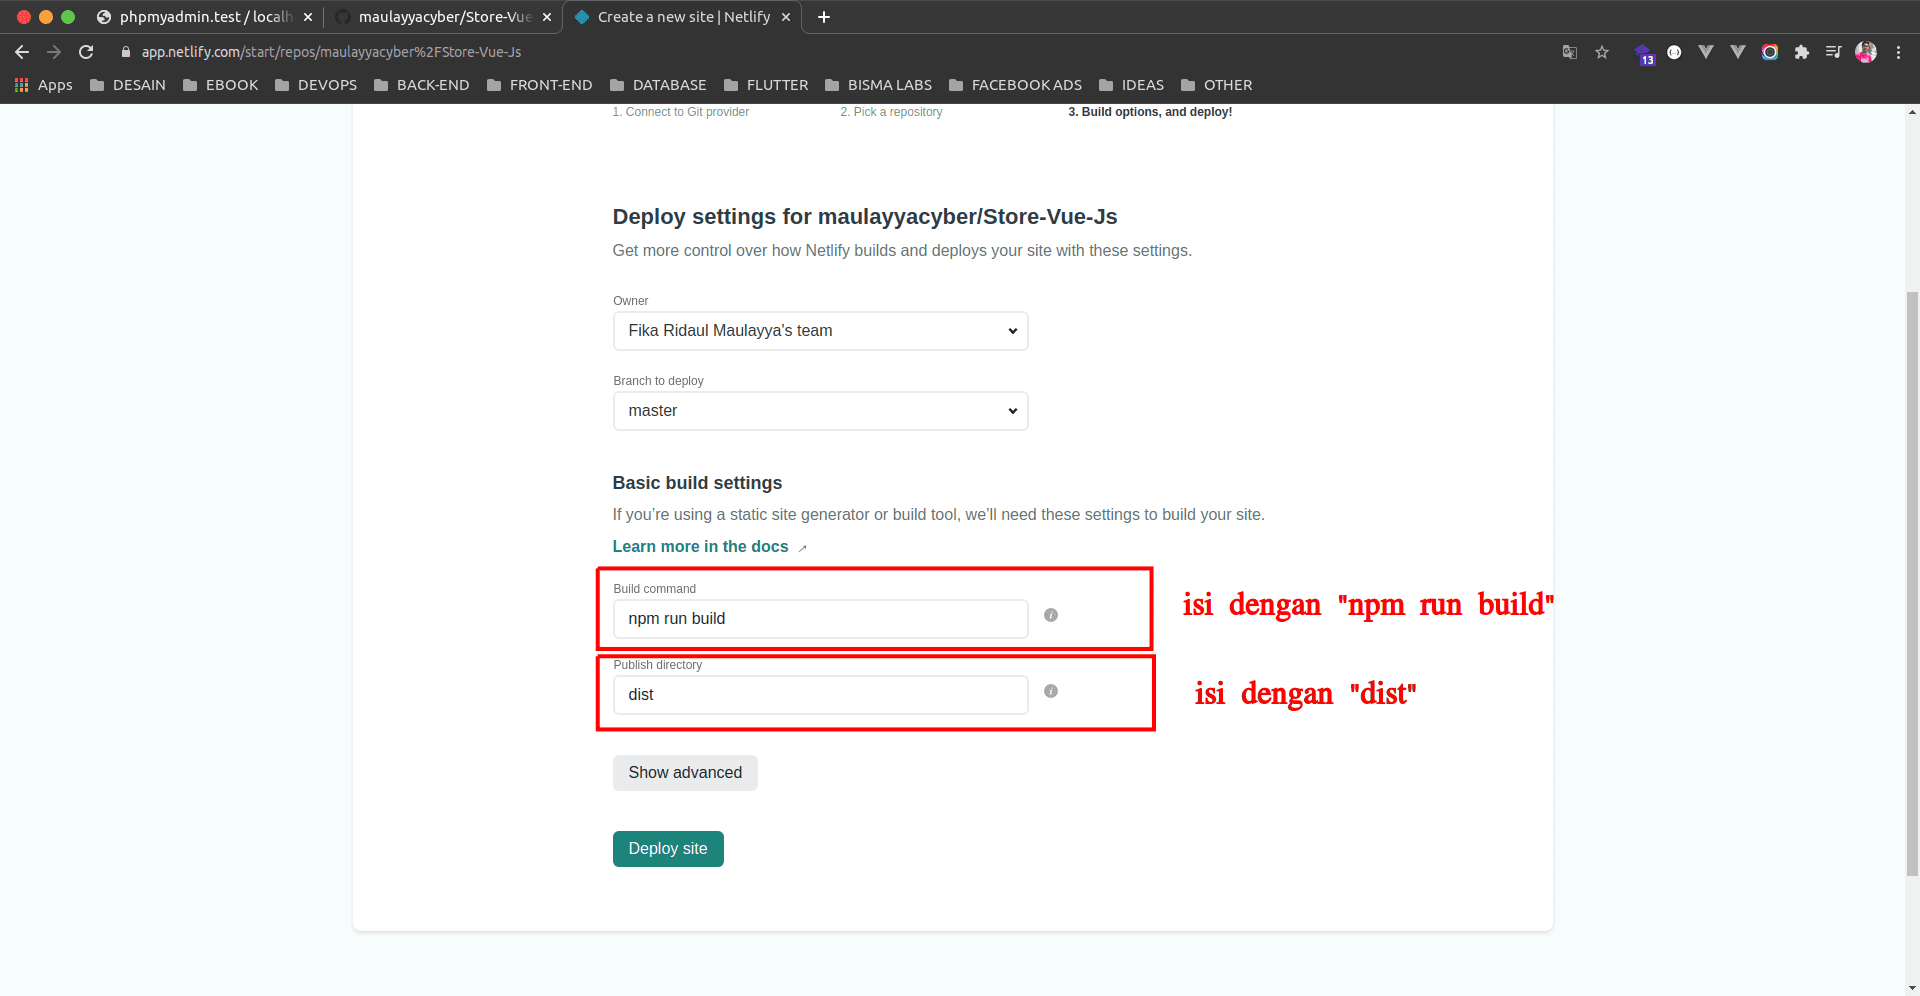 phpmyadmin.test / localh
maulayyacyber/Store-Vue
Create a new site | Netlify
app.netlify.com/start/repos/maulayyacyber%2FStore-Vue-Js
13
Apps
DESAIN
EBOOK
DEVOPS
BACK-END
FRONT-END
DATABASE
FLUTTER
BISMA LABS
FACEBOOK ADS
IDEAS
OTHER
1. Connect to Git provider
2. Pick a repository
3. Build options, and deploy!
Deploy settings for maulayyacyber/Store-Vue-Js
Get more control over how Netlify builds and deploys your site with these settings.
Owner
Fika Ridaul Maulayya's team
Branch to deploy
master
Basic build settings
If you’re using a static site generator or build tool, we’ll need these settings to build your site.
Learn more in the docs
Build command
npm run build
isi dengan "npm run build"
Publish directory
dist
isi dengan "dist"
Show advanced
Deploy site